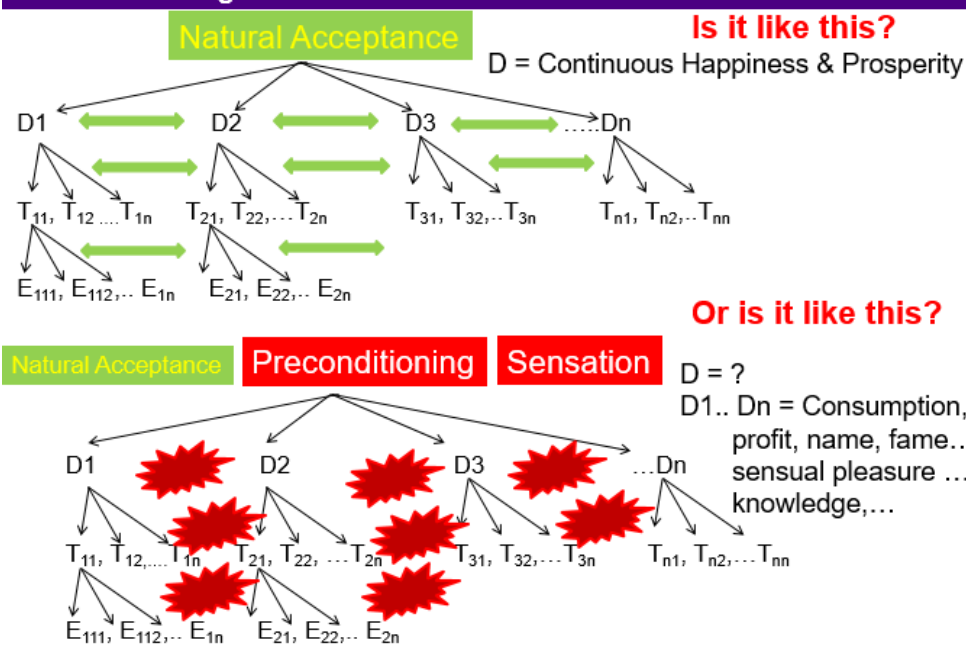 Natural Acceptance
Is it like this?
D = Continuous Happiness & Prosperity
D1 D2 D3 .....Dn
T11, T12 ....T1n T21, T22,...T2n T31, T32,..T3n Tn1, Tn2,..Tnn
E111, E112,.. E1n E21, E22,.. E2n
Or is it like this?
Natural Acceptance Preconditioning Sensation
D = ?
D1.. Dn = Consumption,
profit, name, fame..
sensual pleasure ...
knowledge,...
D1 D2 D3 ...Dn
T11, T12,....T1n T21, T22, ...T2n T31, T32,...T3n Tn1, Tn2,...Tnn
E111, E112,.. E1n E21, E22,.. E2n